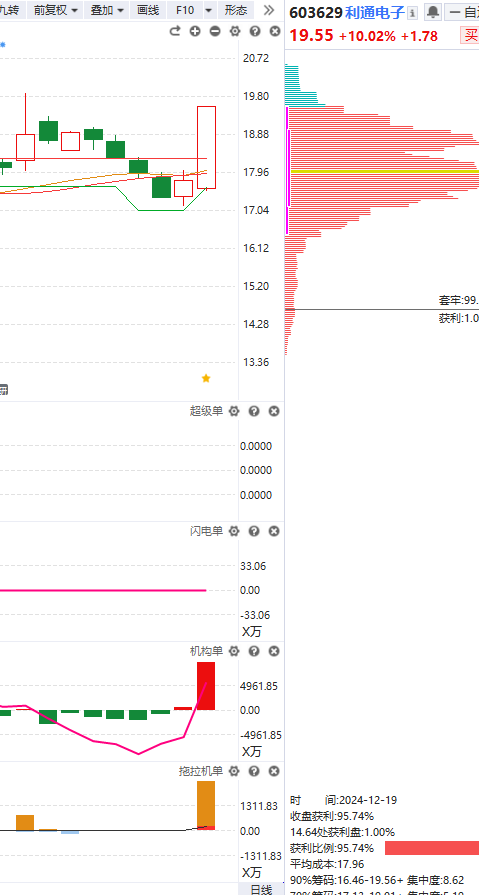 九转 前复权 叠加 画线 F10 形态
603629 利通电子
19.55 +10.02% +1.78 买
20.72
19.80
18.88
17.96
17.04
16.12
15.20
14.28
13.36
套牢:99.
获利:1.0
超级单
0.0000
0.0000
0.0000
闪电单
33.06
0.00
-33.06
X万
机构单
4961.85
0.00
-4961.85
X万
拖拉机单
1311.83
0.00
-1311.83
X万
日线
时 间:2024-12-19
收盘获利:95.74%
14.64处获利盘:1.00%
获利比例:95.74%
平均成本:17.96
90%筹码:16.46-19.56+ 集中度:8.62